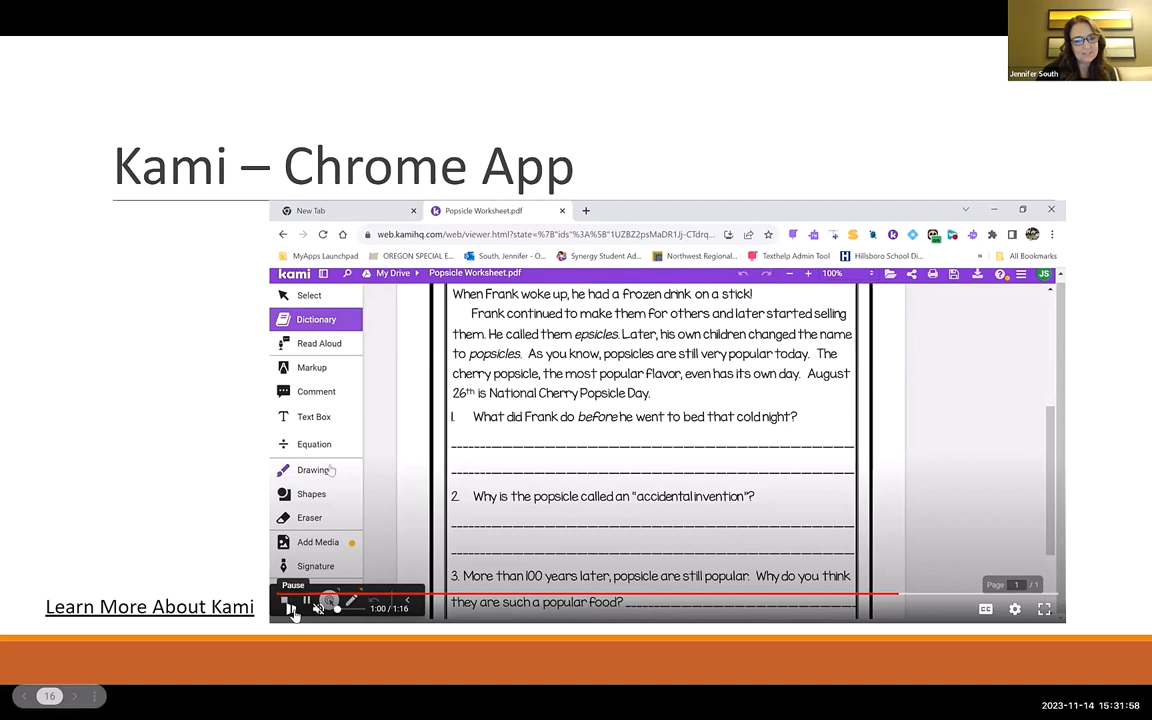 Jennifer South
Kami – Chrome App
New Tab
Popsicle Worksheet.pdf
web.kamihq.com/web/viewer.html?state=%7B"ids"%3A%5B"1UZBZ2psMaDR1Jj-CTdrq...
MyApps Launchpad
OREGON SPECIAL E...
South, Jennifer - O...
Synergy Student Ad...
Northwest Regional...
Texthelp Admin Tool
Hillsboro School Di...
»
All Bookmarks
kami
My Drive
Popsicle Worksheet.pdf
100%
JS
Select
Dictionary
Read Aloud
Markup
Comment
Text Box
Equation
Drawing
Shapes
Eraser
Add Media
Signature
When Frank woke up, he had a frozen drink on a stick!
Frank continued to make them for others and later started selling
them. He called them epsicles. Later, his own children changed the name
to popsicles. As you know, popsicles are still very popular today. The
cherry popsicle, the most popular flavor, even has its own day. August
26th is National Cherry Popsicle Day.
1. What did Frank do before he went to bed that cold night?
2. Why is the popsicle called an "accidental invention"?
3. More than 100 years later, popsicle are still popular. Why do you think
they are such a popular food?
Page 1 / 1
Pause
1:00 / 1:16
CC
Learn More About Kami
16
2023-11-14 15:31:58